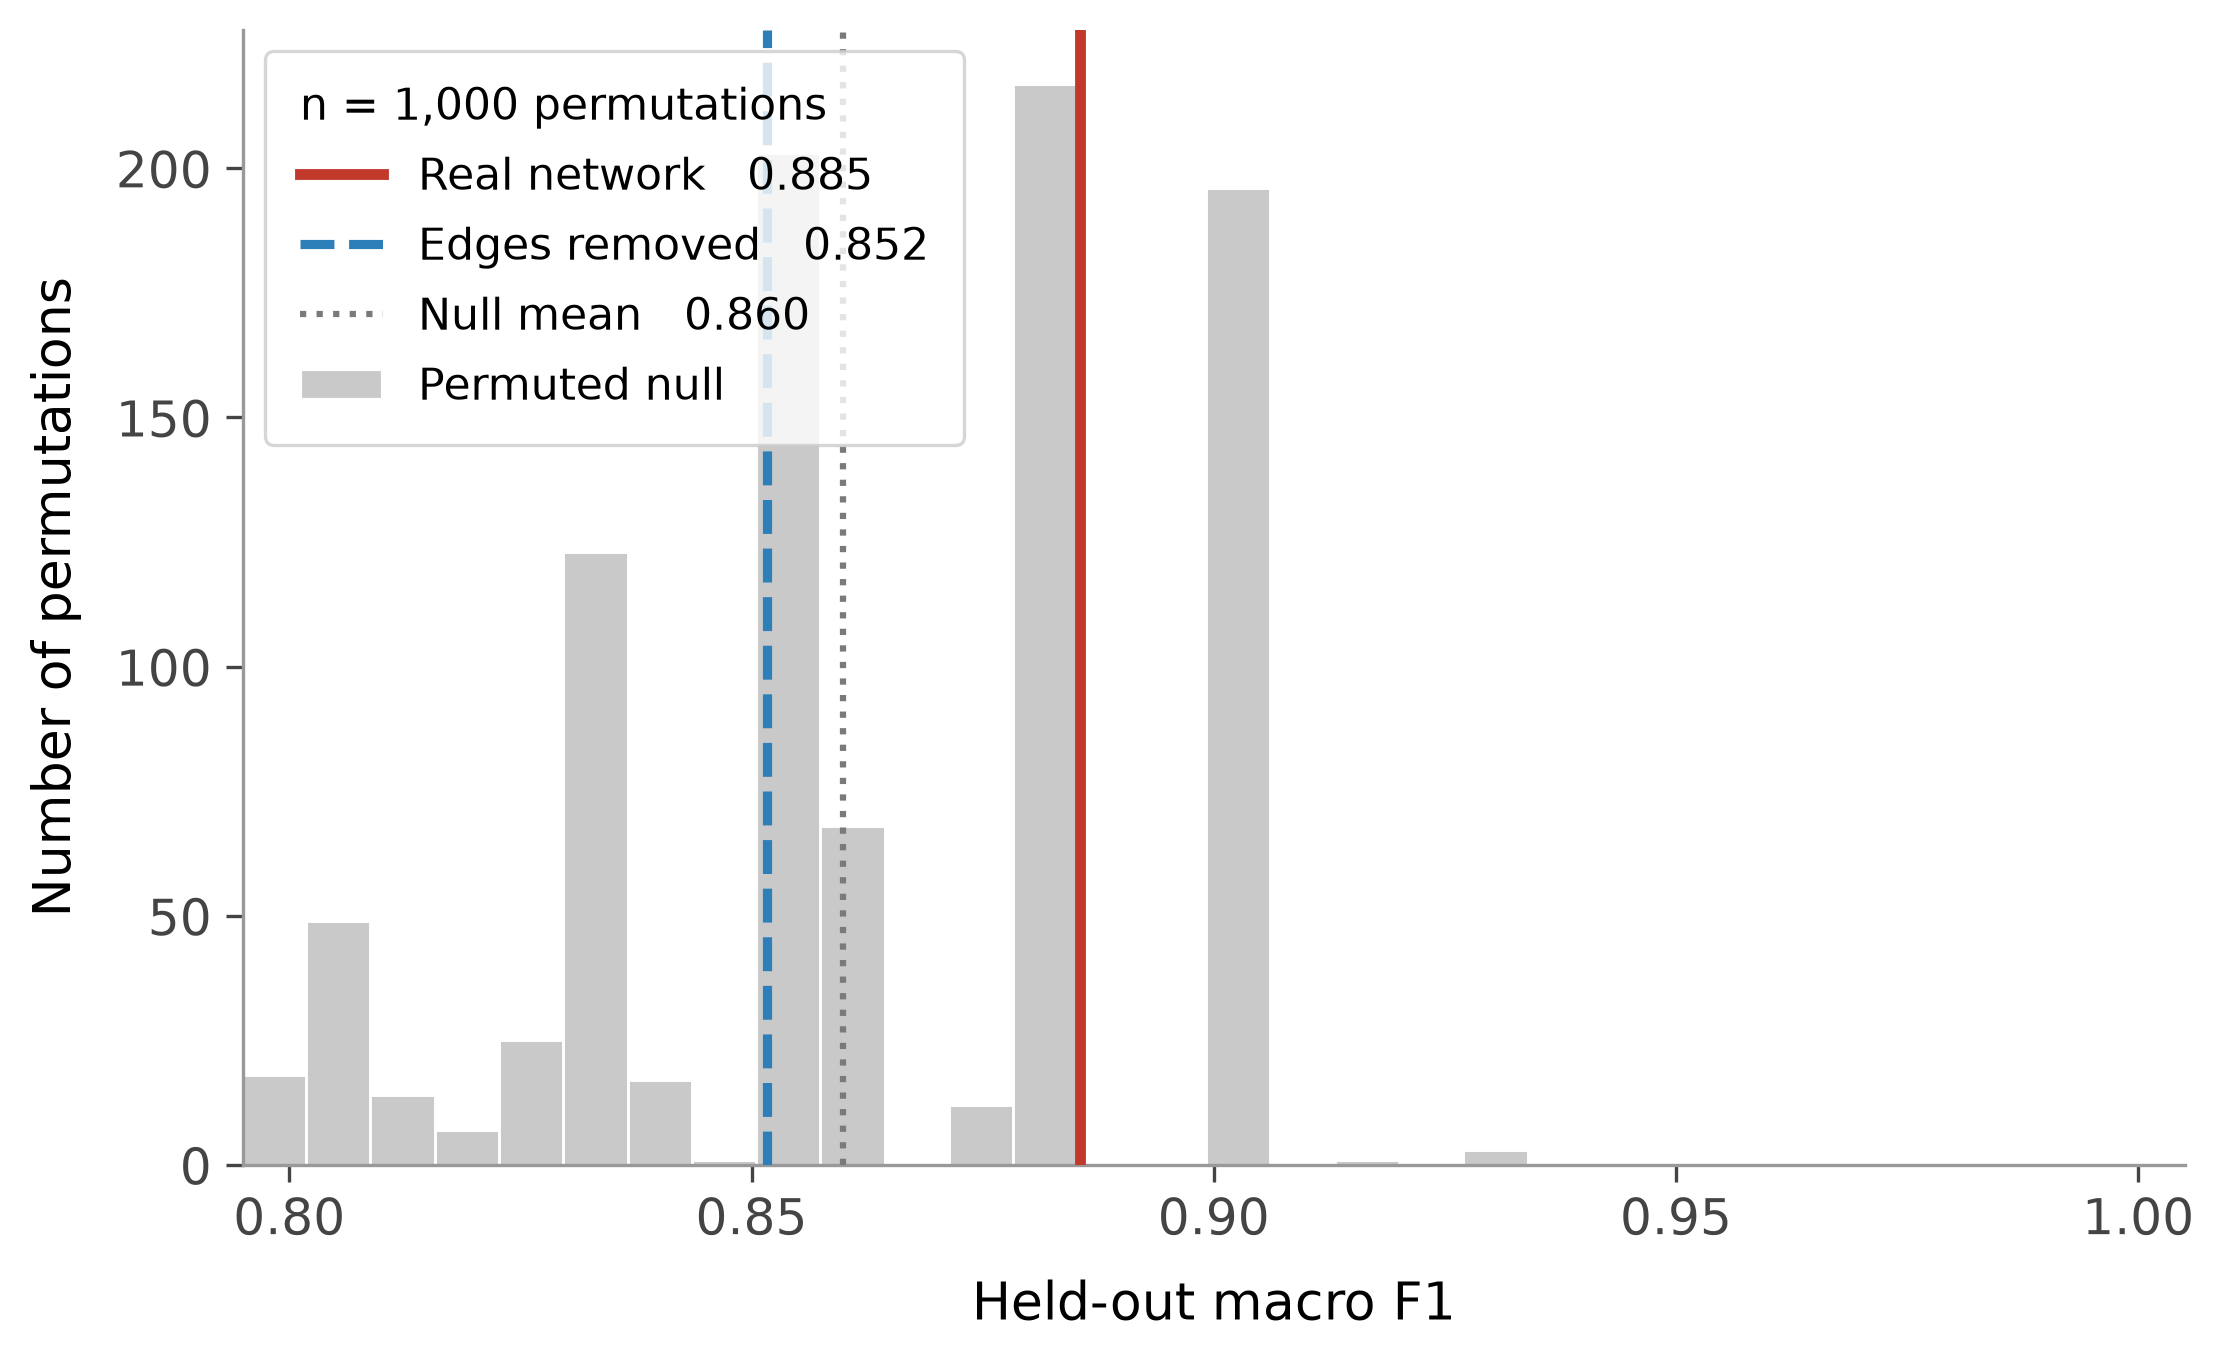 n = 1,000 permutations
Real network 0.885
Edges removed 0.852
Null mean 0.860
Permuted null
Number of permutations
200
150
100
50
0
0.80 0.85 0.90 0.95 1.00
Held-out macro F1